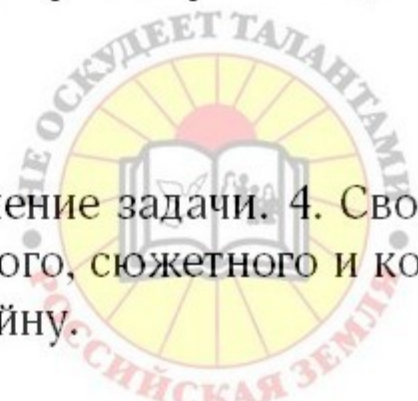 НЕ ОСКУДЕЕТ ТАЛАНТАМИ
ение задачи. 4. Сво
ого, сюжетного и ко
йну.
РОССИЙСКАЯ ЗЕМЛЯ